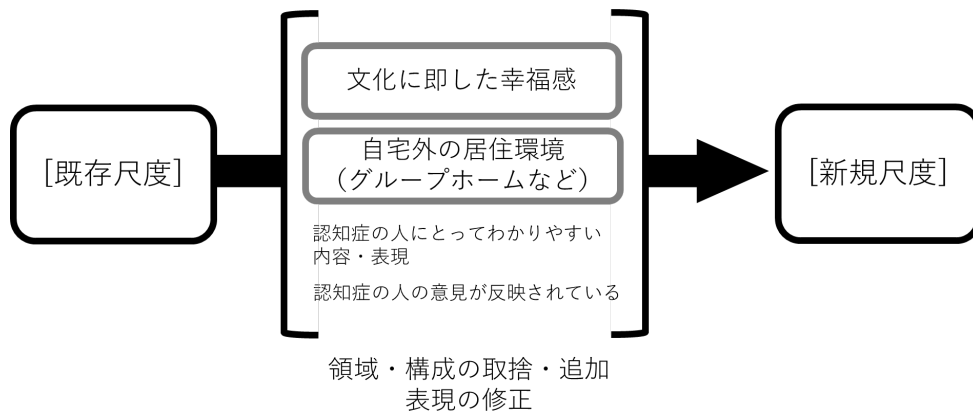 [既存尺度]
文化に即した幸福感
自宅外の居住環境
（グループホームなど）
認知症の人にとってわかりやすい
内容・表現
認知症の人の意見が反映されている
領域・構成の取捨・追加
表現の修正
[新規尺度]